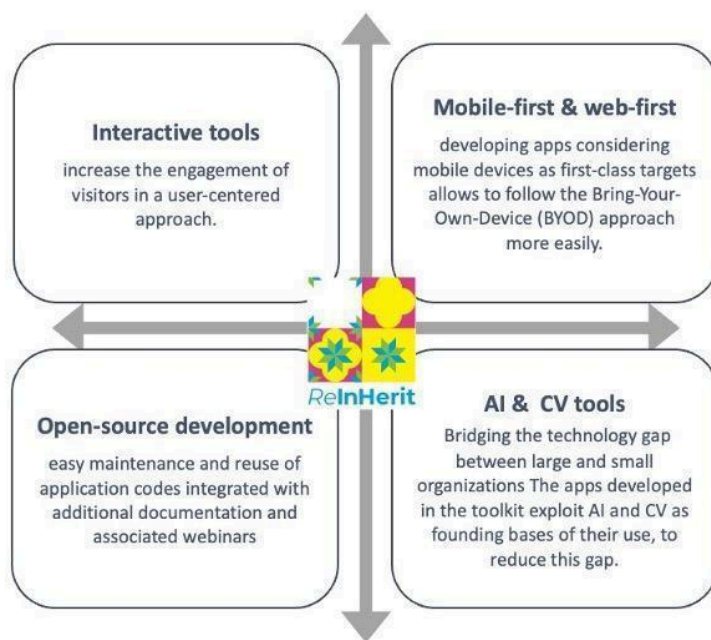 Interactive tools
increase the engagement of
visitors in a user-centered
approach.
Mobile-first & web-first
developing apps considering
mobile devices as first-class targets
allows to follow the Bring-Your-
Own-Device (BYOD) approach
more easily.
ReInHerit
Open-source development
easy maintenance and reuse of
application codes integrated with
additional documentation and
associated webinars
AI & CV tools
Bridging the technology gap
between large and small
organizations The apps developed
in the toolkit exploit AI and CV as
founding bases of their use, to
reduce this gap.